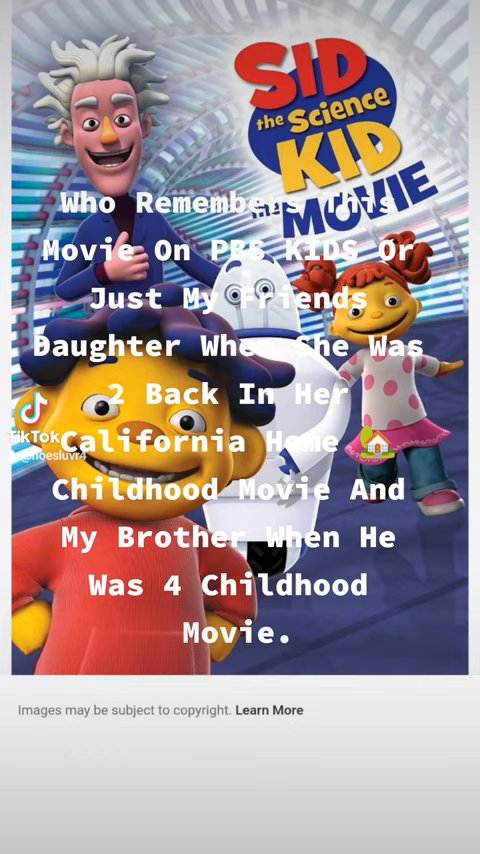 SID
the Science
KID
the MOVIE
Who Remembers This
Movie On PBS KIDS Or
Just My Friends
Daughter When She Was
2 Back In Her
California Home 🏡
Childhood Movie And
My Brother When He
Was 4 Childhood
Movie.
TikTok
@hoesluvr4
Images may be subject to copyright. Learn More